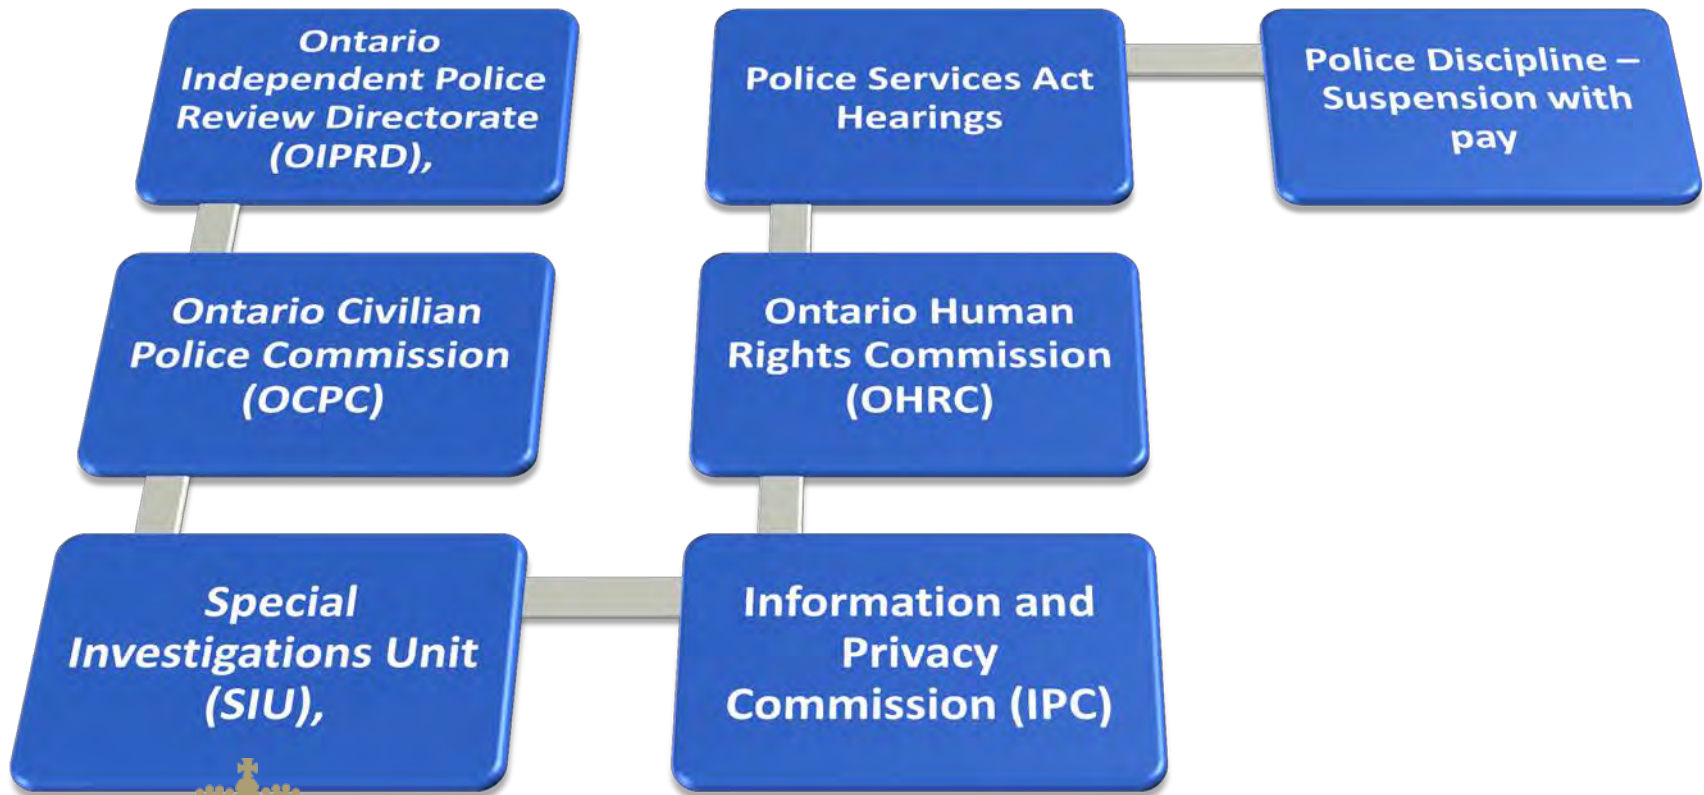 Ontario
Independent Police
Review Directorate
(OIPRD),
Ontario Civilian
Police Commission
(OCPC)
Special
Investigations Unit
(SIU),
Information and
Privacy
Commission (IPC)
Ontario Human
Rights Commission
(OHRC)
Police Services Act
Hearings
Police Discipline –
Suspension with
pay